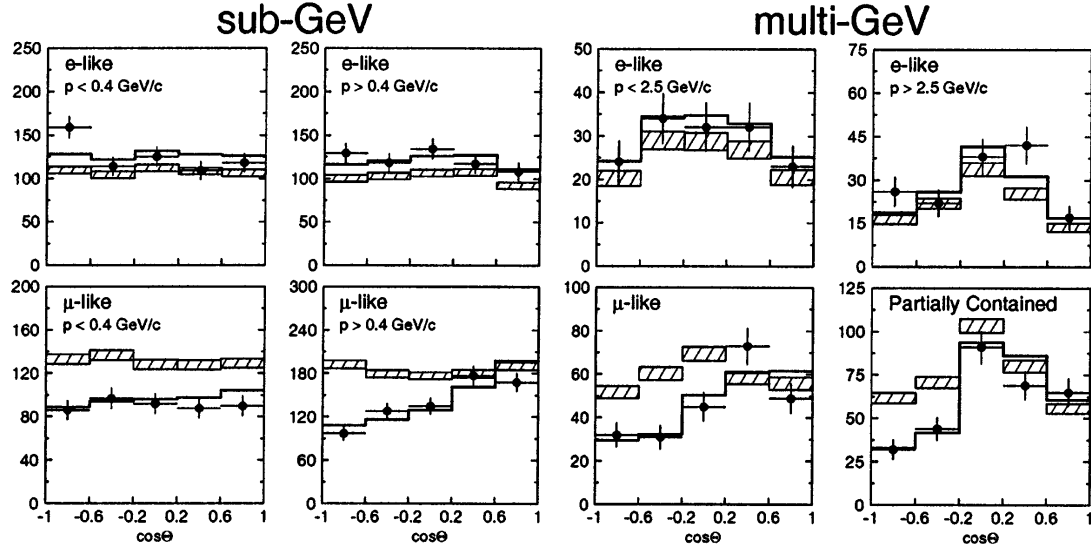 sub-GeV
multi-GeV
250
200
150
100
50
0
e-like
p < 0.4 GeV/c
250
200
150
100
50
0
e-like
p > 0.4 GeV/c
50
40
30
20
10
0
e-like
p < 2.5 GeV/c
75
60
45
30
15
0
e-like
p > 2.5 GeV/c
200
160
120
80
40
0
μ-like
p < 0.4 GeV/c
-1 -0.6 -0.2 0.2 0.6 1
cosΘ
300
240
180
120
60
0
μ-like
p > 0.4 GeV/c
-1 -0.6 -0.2 0.2 0.6 1
cosΘ
100
80
60
40
20
0
μ-like
-1 -0.6 -0.2 0.2 0.6 1
cosΘ
125
100
75
50
25
0
Partially Contained
-1 -0.6 -0.2 0.2 0.6 1
cosΘ